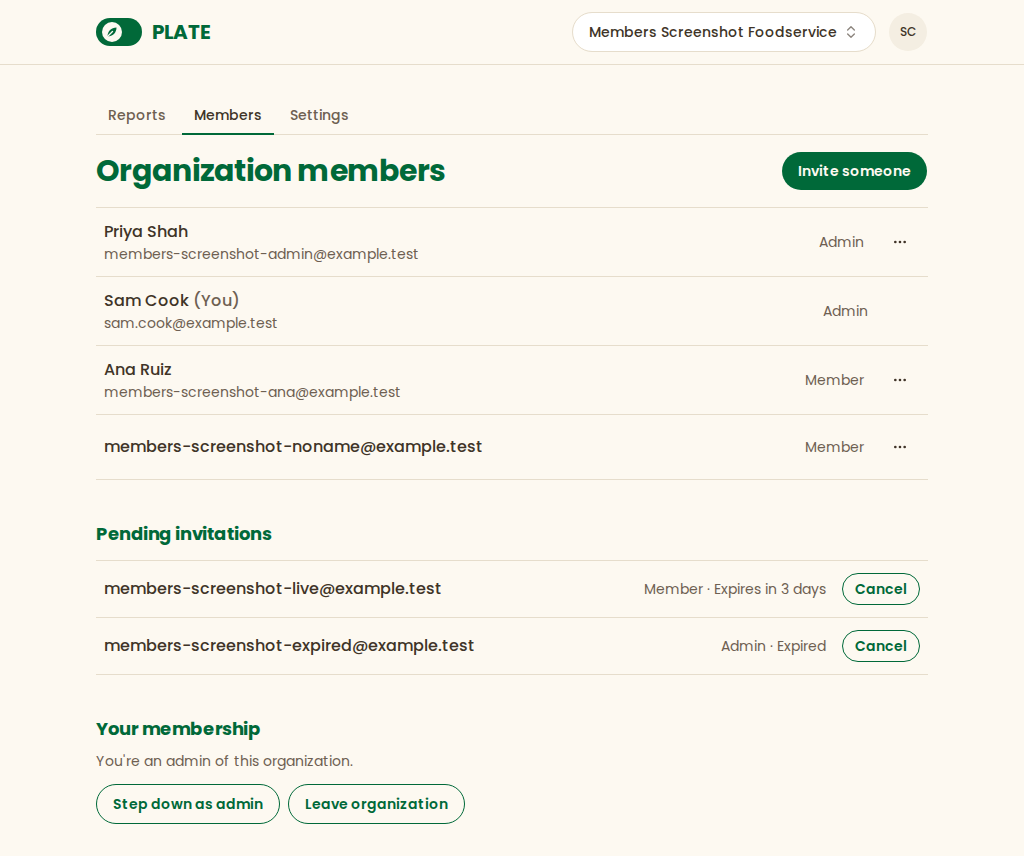 PLATE
Members Screenshot Foodservice
SC
Reports
Members
Settings
Organization members
Invite someone
Priya Shah
members-screenshot-admin@example.test
Admin
Sam Cook (You)
sam.cook@example.test
Admin
Ana Ruiz
members-screenshot-ana@example.test
Member
members-screenshot-noname@example.test
Member
Pending invitations
members-screenshot-live@example.test
Member · Expires in 3 days
Cancel
members-screenshot-expired@example.test
Admin · Expired
Cancel
Your membership
You're an admin of this organization.
Step down as admin
Leave organization